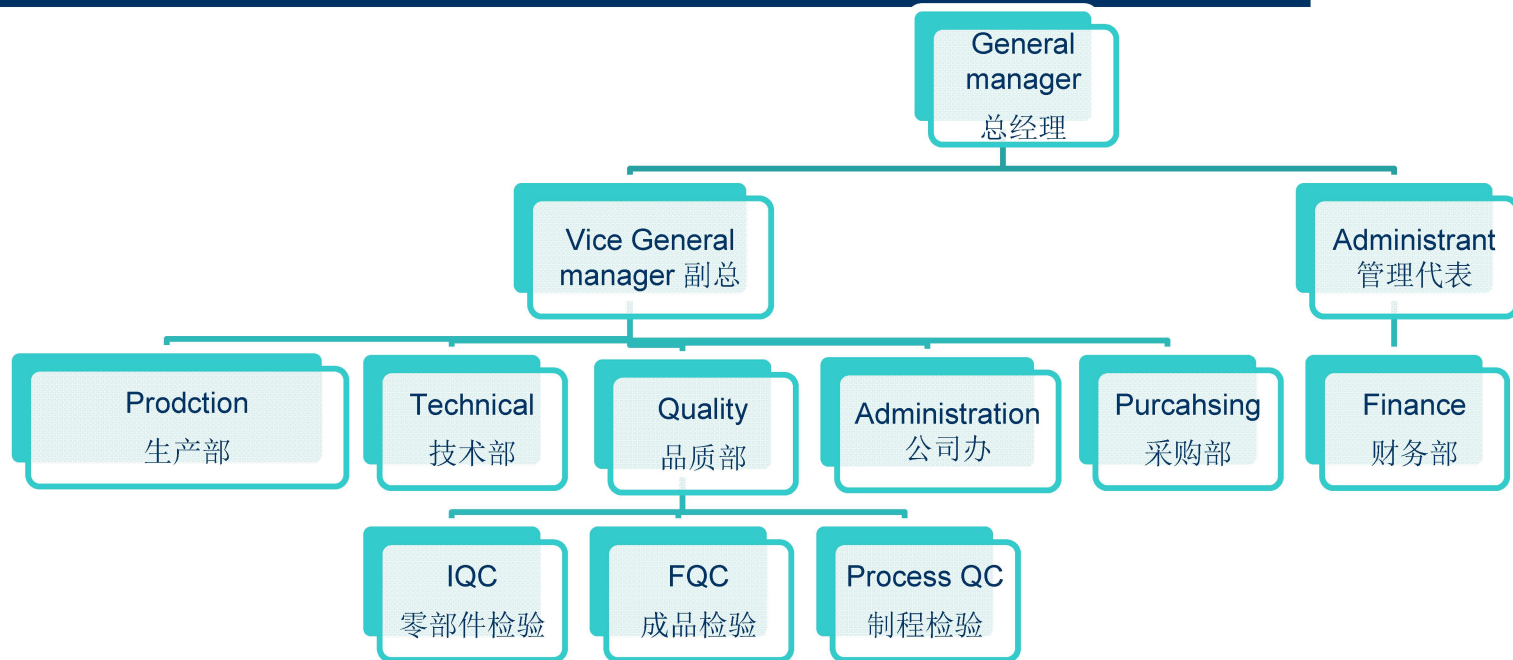 General
manager
总经理
Vice General
manager 副总
Administrant
管理代表
Prodction
生产部
Technical
技术部
Quality
品质部
Administration
公司办
Purcahsing
采购部
Finance
财务部
IQC
零部件检验
FQC
成品检验
Process QC
制程检验